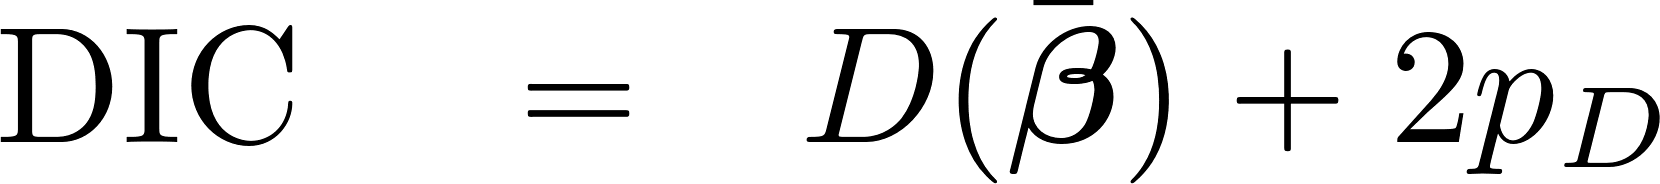 DIC = D(β̄) + 2p_D